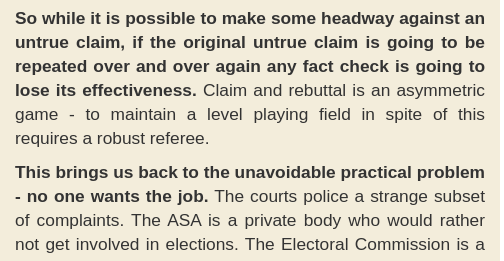 So while it is possible to make some headway against an
untrue claim, if the original untrue claim is going to be
repeated over and over again any fact check is going to
lose its effectiveness. Claim and rebuttal is an asymmetric
game - to maintain a level playing field in spite of this
requires a robust referee.
This brings us back to the unavoidable practical problem
- no one wants the job. The courts police a strange subset
of complaints. The ASA is a private body who would rather
not get involved in elections. The Electoral Commission is a